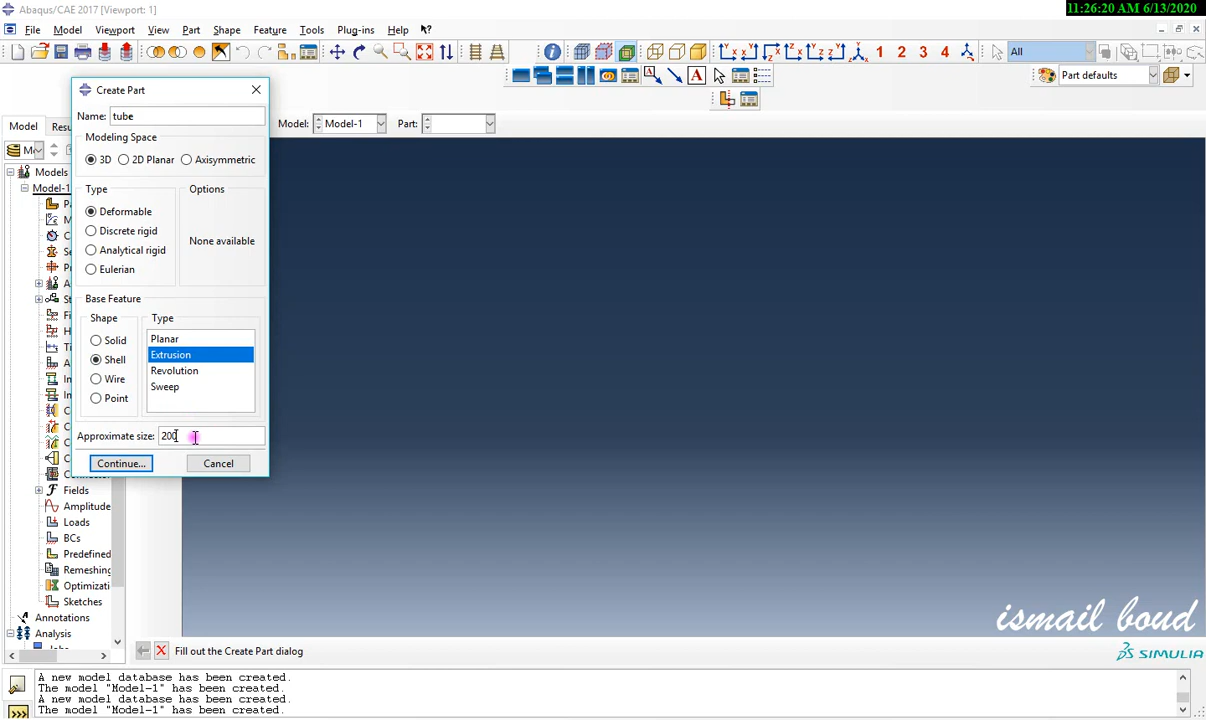 Abaqus/CAE 2017 [Viewport: 1]
11:26:20 AM 6/13/2020
File Model Viewport View Part Shape Feature Tools Plug-ins Help
All
1 2 3 4
A
Part defaults
Create Part
Name: tube
Modeling Space
3D 2D Planar Axisymmetric
Type
Deformable
Discrete rigid
Analytical rigid
Eulerian
Options
None available
Base Feature
Shape
Solid
Shell
Wire
Point
Type
Planar
Extrusion
Revolution
Sweep
Approximate size: 200
Continue...
Cancel
Model: Model-1 Part:
Model
Models
Model-1
Fields
Loads
BCs
Predefined
Remeshing
Sketches
Annotations
Analysis
ismail boud
SIMULIA
Fill out the Create Part dialog
A new model database has been created.
The model "Model-1" has been created.
A new model database has been created.
The model "Model-1" has been created.